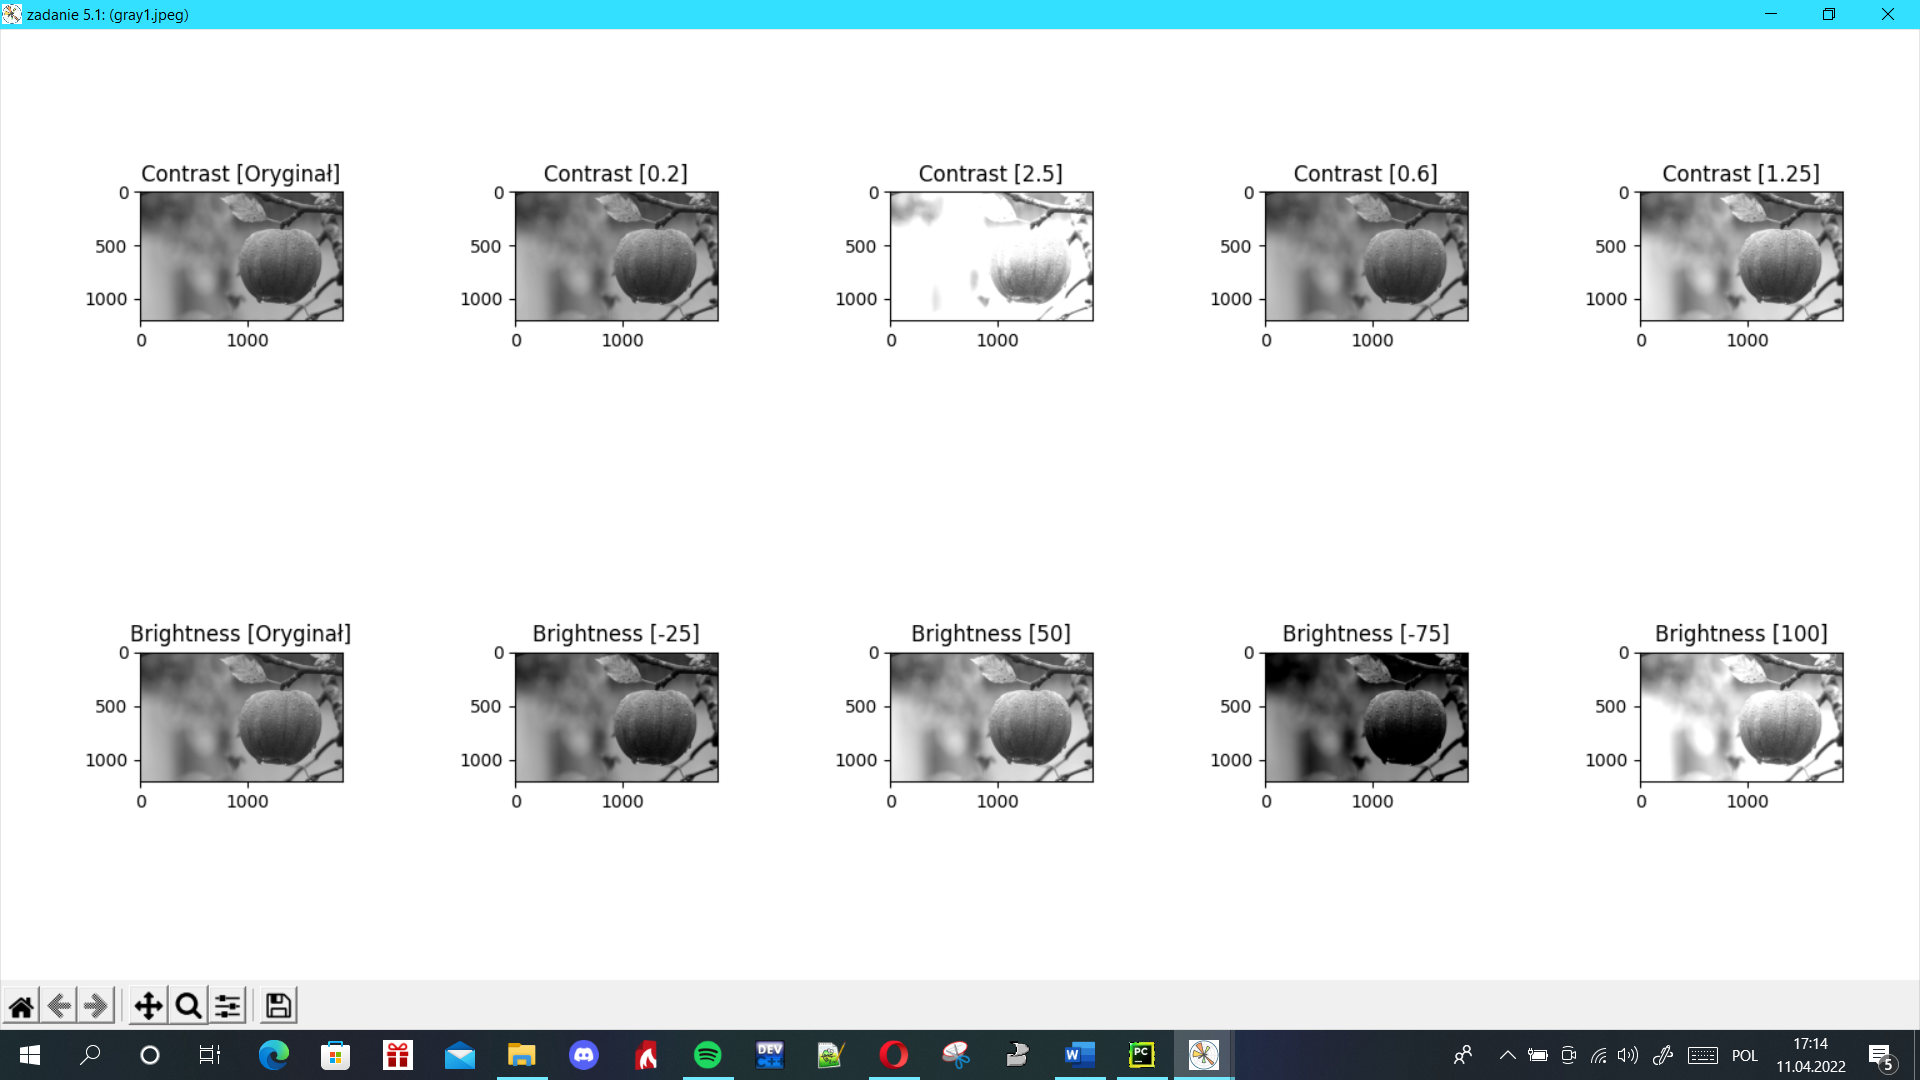 zadanie 5.1: (gray1.jpeg)
Contrast [Oryginał]
0
500
1000
0 1000
Contrast [0.2]
0
500
1000
0 1000
Contrast [2.5]
0
500
1000
0 1000
Contrast [0.6]
0
500
1000
0 1000
Contrast [1.25]
0
500
1000
0 1000
Brightness [Oryginał]
0
500
1000
0 1000
Brightness [-25]
0
500
1000
0 1000
Brightness [50]
0
500
1000
0 1000
Brightness [-75]
0
500
1000
0 1000
Brightness [100]
0
500
1000
0 1000
DEV
C++
W
PC
POL
17:14
11.04.2022
5